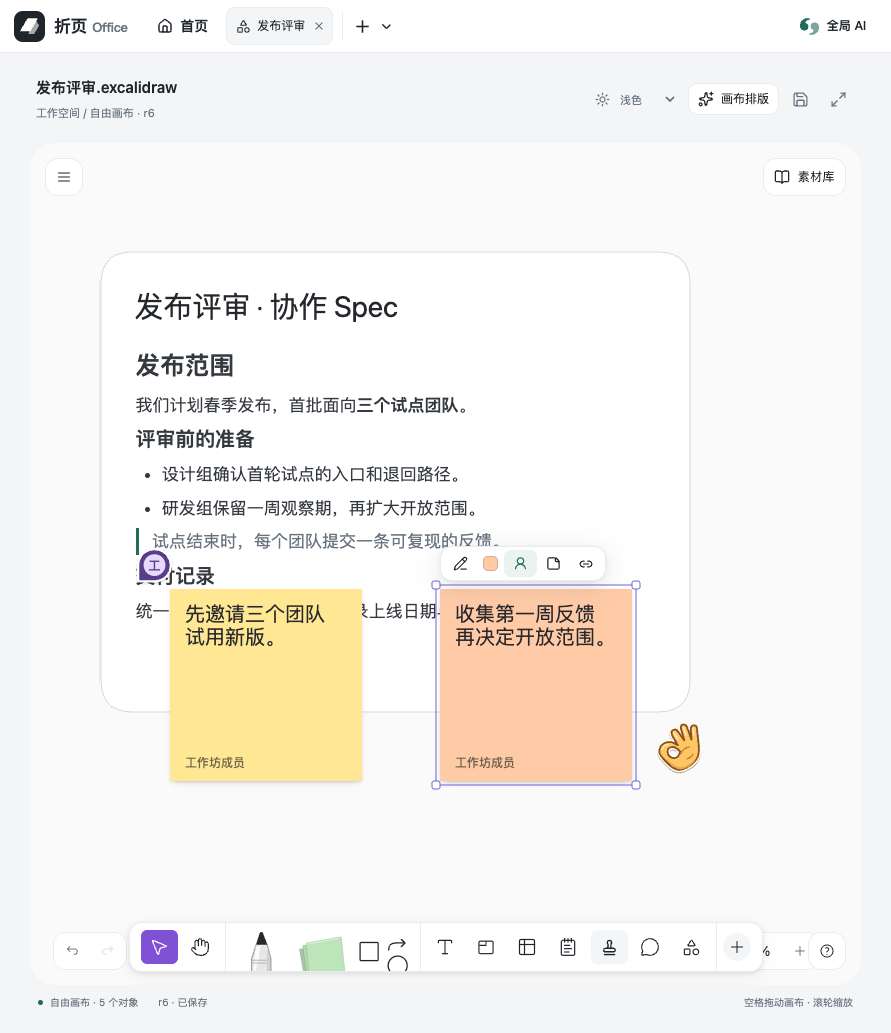 折页 Office
首页
发布评审
全局 AI
发布评审.excalidraw
工作空间 / 自由画布 · r6
浅色
画布排版
素材库
发布评审 · 协作 Spec
发布范围
我们计划春季发布，首批面向三个试点团队。
评审前的准备
设计组确认首轮试点的入口和退回路径。
研发组保留一周观察期，再扩大开放范围。
试点结束时，每个团队提交一条可复现的反馈。
工
付记录
统一
上线日期
先邀请三个团队
试用新版。
工作坊成员
收集第一周反馈
再决定开放范围。
工作坊成员
%
自由画布 · 5 个对象
r6 · 已保存
空格拖动画布 · 滚轮缩放